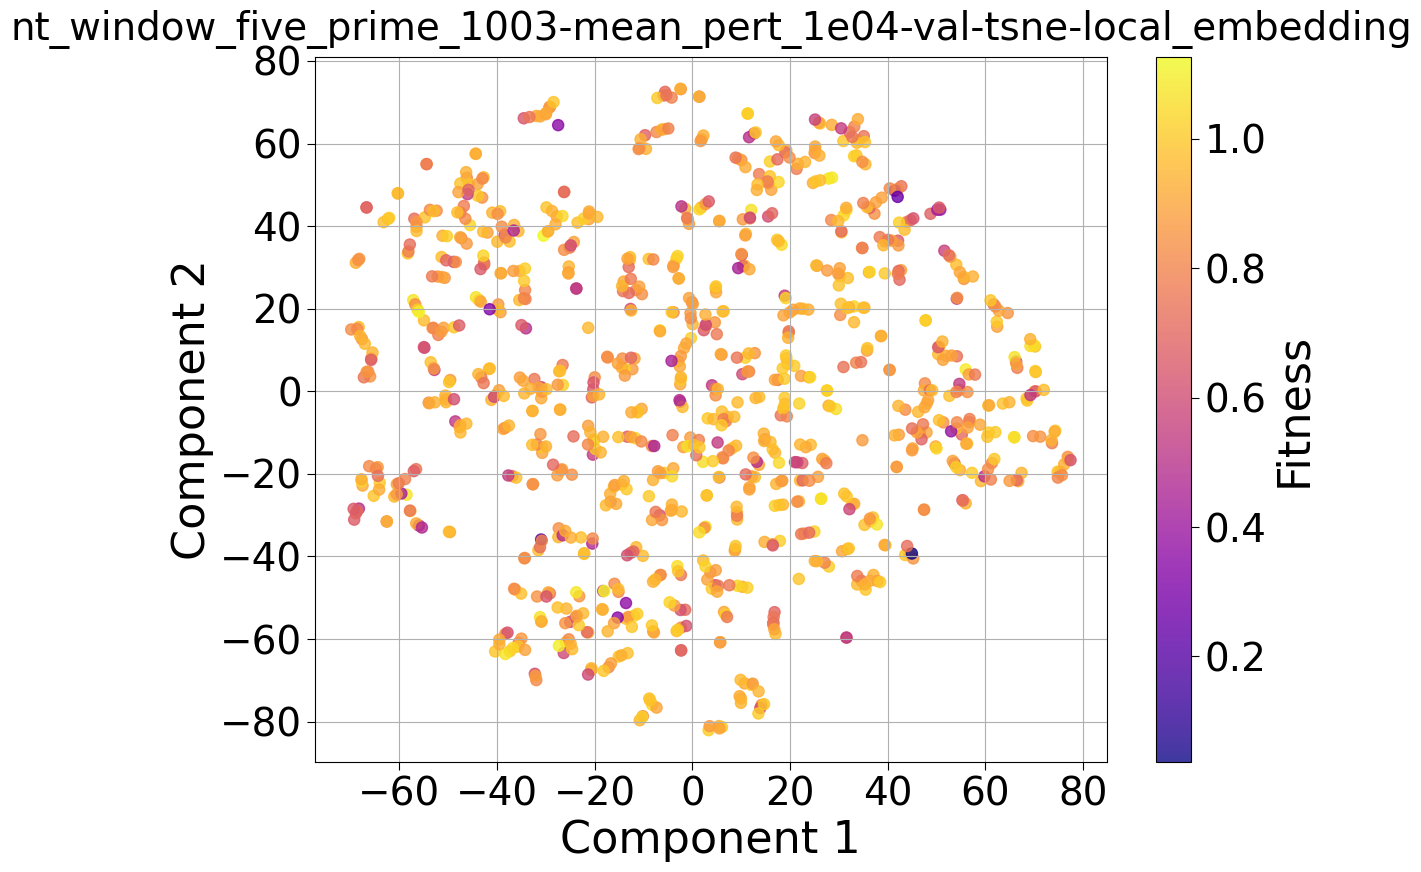 nt_window_five_prime_1003-mean_pert_1e04-val-tsne-local_embedding
80
60
40
20
0
−20
−40
−60
−80
Component 2
−60 −40 −20 0 20 40 60 80
Component 1
1.0
0.8
0.6
0.4
0.2
Fitness